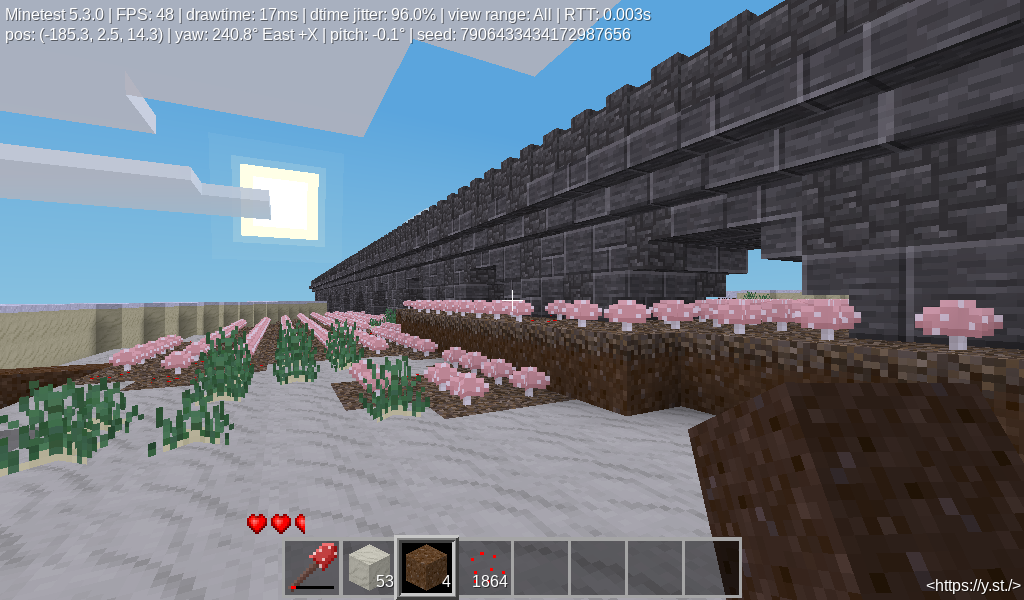 Minetest 5.3.0 | FPS: 48 | drawtime: 17ms | dtime jitter: 96.0% | view range: All | RTT: 0.003s
pos: (-185.3, 2.5, 14.3) | yaw: 240.8° East +X | pitch: -0.1° | seed: 7906433434172987656
53
4
1864
<https://y.st./>